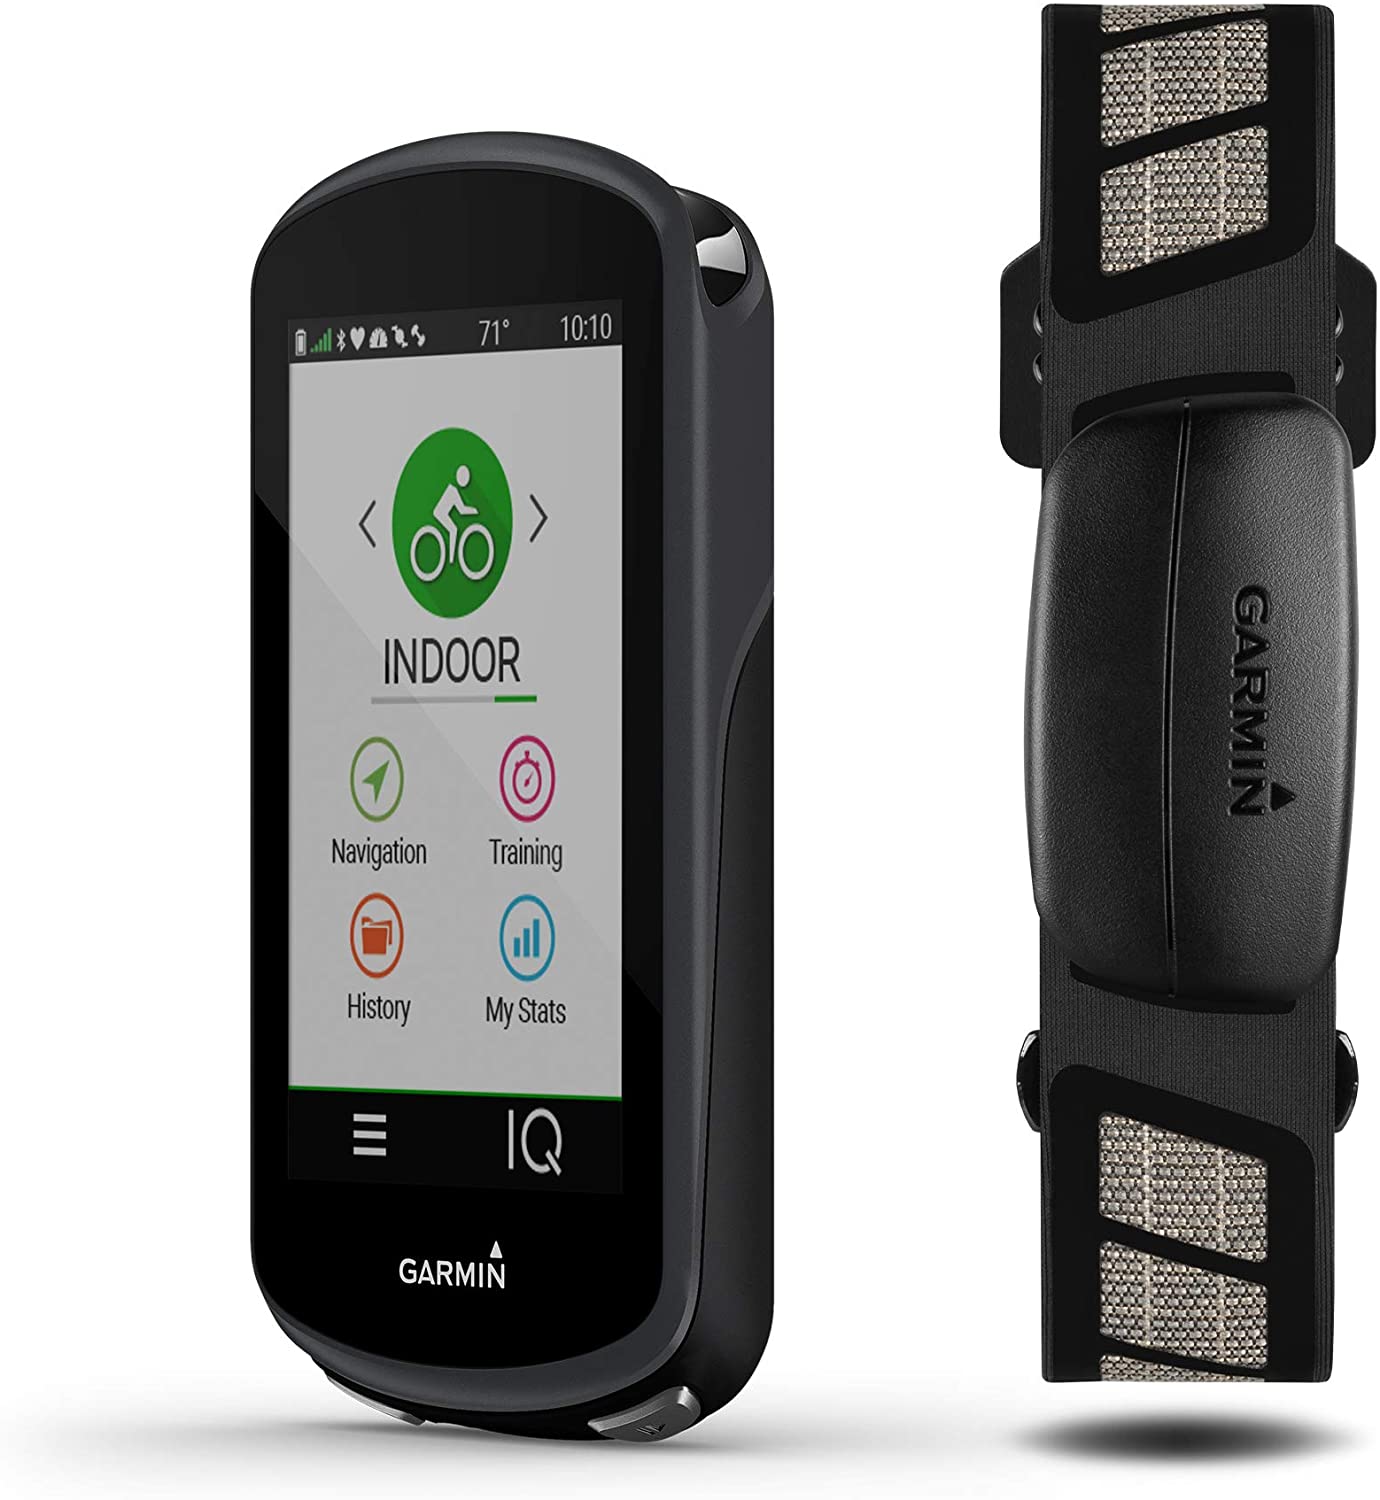 71° 10:10
INDOOR
Navigation Training
History My Stats
IQ
GARMIN
GARMIN